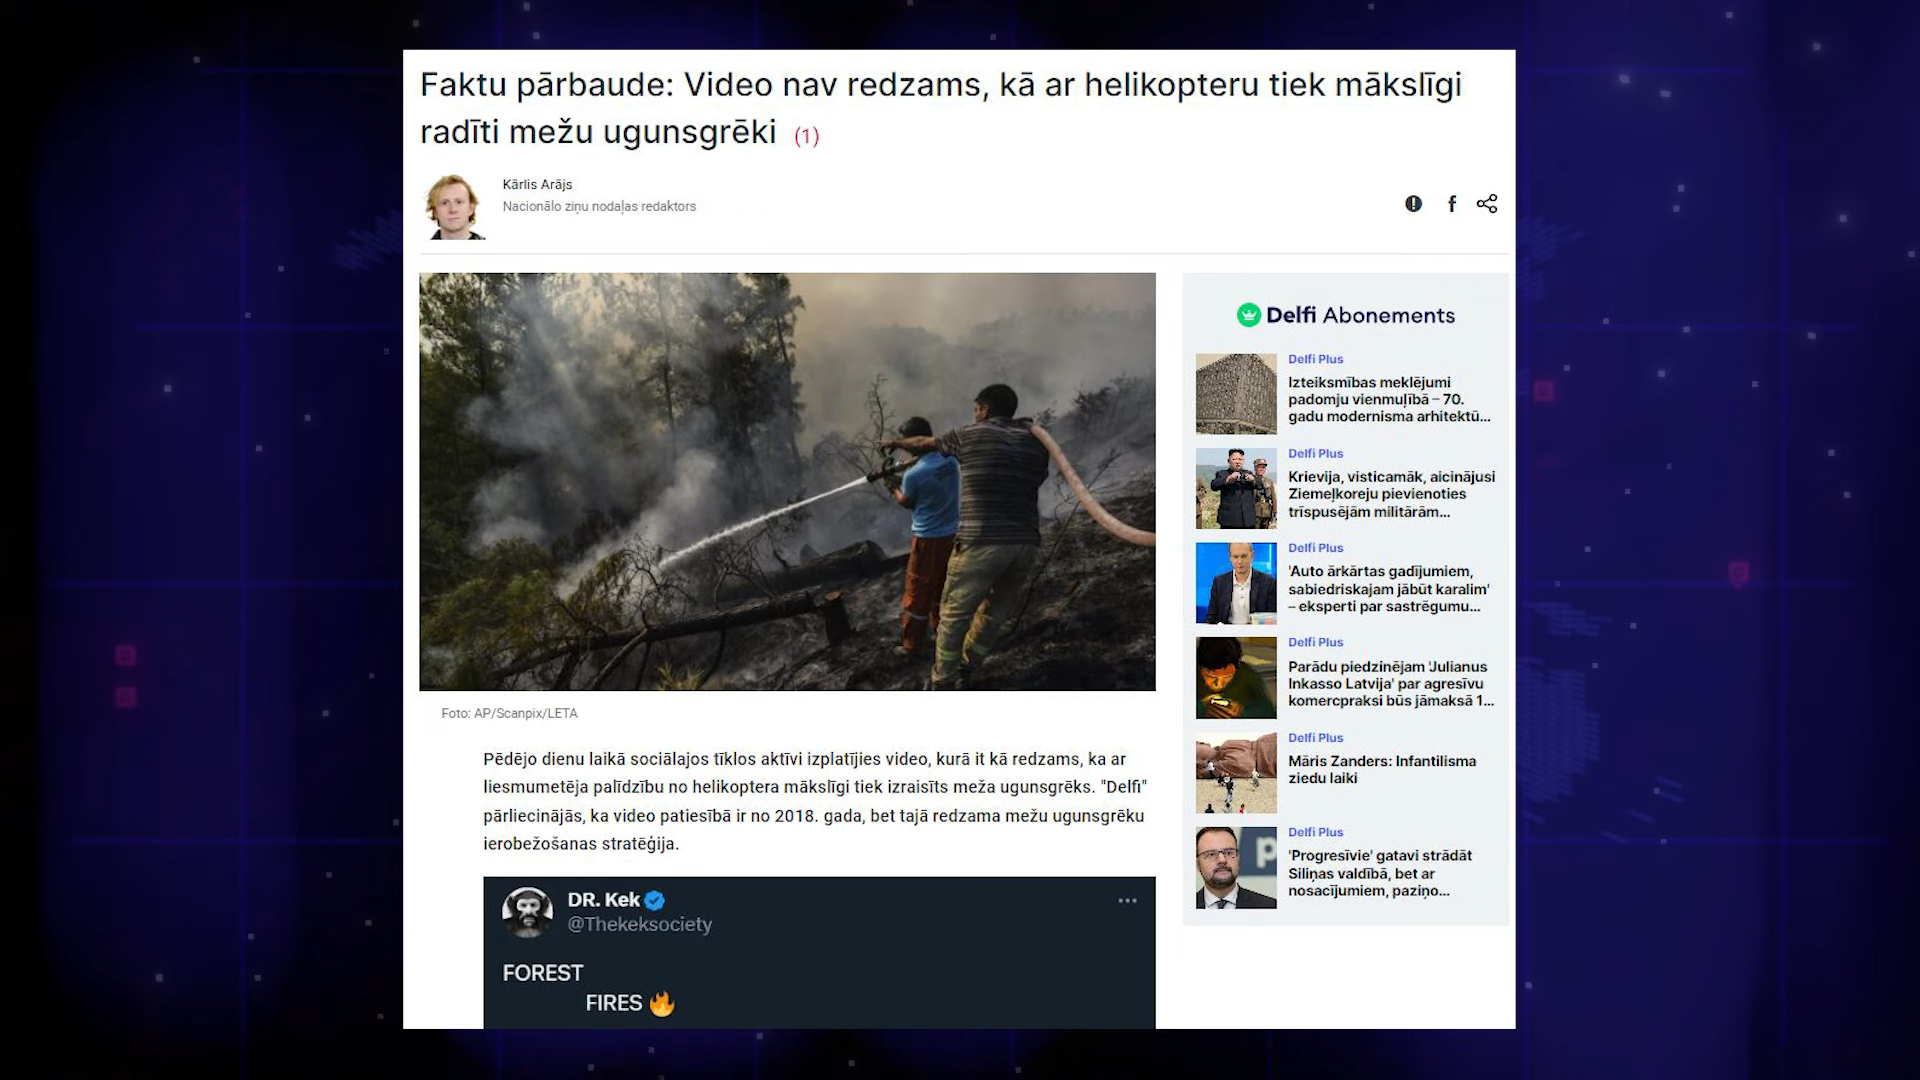 Faktu pārbaude: Video nav redzams, kā ar helikopteru tiek mākslīgi
radīti mežu ugunsgrēki (1)
Kārlis Arājs
Nacionālo ziņu nodaļas redaktors
Foto: AP/Scanpix/LETA
Pēdējo dienu laikā sociālajos tīklos aktīvi izplatījies video, kurā it kā redzams, ka ar
liesmumetēja palīdzību no helikoptera mākslīgi tiek izraisīts meža ugunsgrēks. "Delfi"
pārliecinājās, ka video patiesībā ir no 2018. gada, bet tajā redzama mežu ugunsgrēku
ierobežošanas stratēģija.
DR. Kek
@Thekeksociety
FOREST
FIRES 🔥
Delfi Abonements
Delfi Plus
Izteiksmības meklējumi
padomju vienmuļībā – 70.
gadu modernisma arhitektū...
Delfi Plus
Krievija, visticamāk, aicinājusi
Ziemeļkoreju pievienoties
trīspusējām militārām...
Delfi Plus
'Auto ārkārtas gadījumiem,
sabiedriskajam jābūt karalim'
– eksperti par sastrēgumu...
Delfi Plus
Parādu piedzinējam 'Julianus
Inkasso Latvija' par agresīvu
komercpraksi būs jāmaksā 1...
Delfi Plus
Māris Zanders: Infantilisma
ziedu laiki
Delfi Plus
'Progresīvie' gatavi strādāt
Siliņas valdībā, bet ar
nosacījumiem, paziņo...